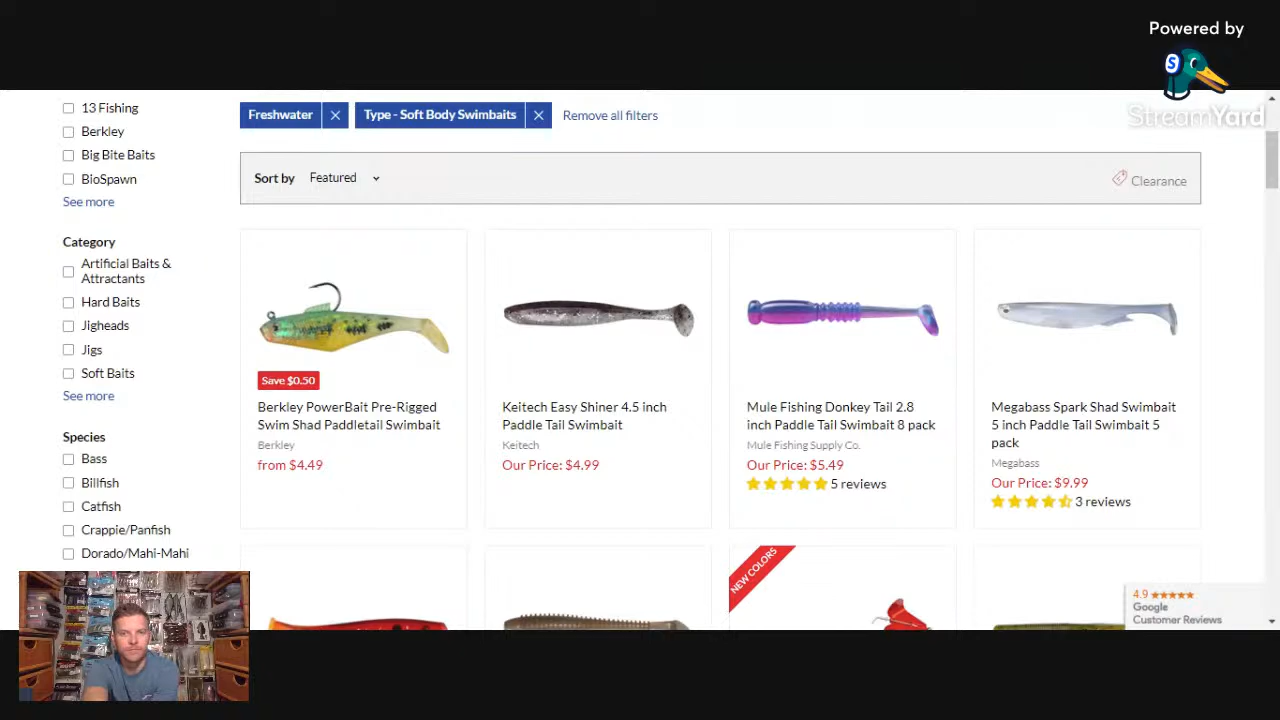 Powered by
S
StreamYard
13 Fishing
Berkley
Big Bite Baits
BioSpawn
See more
Category
Artificial Baits &
Attractants
Hard Baits
Jigheads
Jigs
Soft Baits
See more
Species
Bass
Billfish
Catfish
Crappie/Panfish
Dorado/Mahi-Mahi
Freshwater
Type - Soft Body Swimbaits
Remove all filters
Sort by Featured
Clearance
Save $0.50
Berkley PowerBait Pre-Rigged
Swim Shad Paddletail Swimbait
Berkley
from $4.49
Keitech Easy Shiner 4.5 inch
Paddle Tail Swimbait
Keitech
Our Price: $4.99
Mule Fishing Donkey Tail 2.8
inch Paddle Tail Swimbait 8 pack
Mule Fishing Supply Co.
Our Price: $5.49
5 reviews
Megabass Spark Shad Swimbait
5 inch Paddle Tail Swimbait 5
pack
Megabass
Our Price: $9.99
3 reviews
NEW COLORS
4.9
Google
Customer Reviews